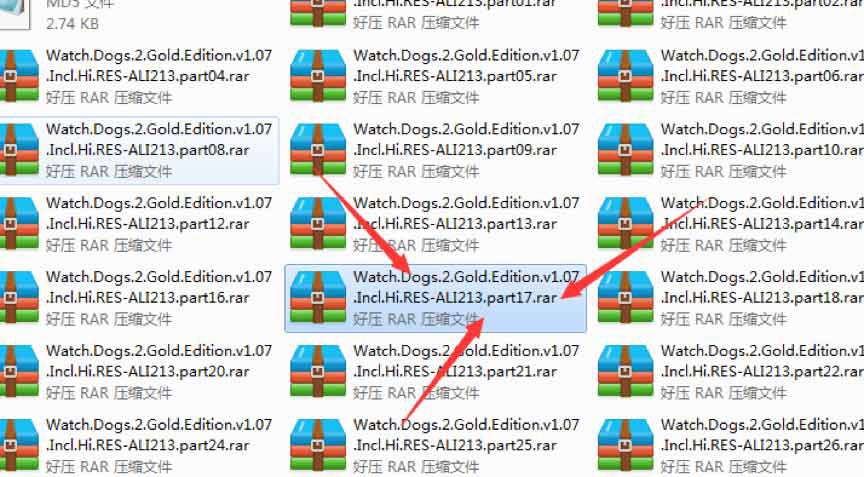 MD5 文件
2.74 KB
.Incl.Hi.RES-ALI213.part01.rar
好压 RAR 压缩文件
.Incl.Hi.RES-ALI213.part02.rar
好压 RAR 压缩文件
Watch.Dogs.2.Gold.Edition.v1.07
.Incl.Hi.RES-ALI213.part04.rar
好压 RAR 压缩文件
Watch.Dogs.2.Gold.Edition.v1.07
.Incl.Hi.RES-ALI213.part05.rar
好压 RAR 压缩文件
Watch.Dogs.2.Gold.Edition.v1
.Incl.Hi.RES-ALI213.part06.rar
好压 RAR 压缩文件
Watch.Dogs.2.Gold.Edition.v1.07
.Incl.Hi.RES-ALI213.part08.rar
好压 RAR 压缩文件
Watch.Dogs.2.Gold.Edition.v1.07
.Incl.Hi.RES-ALI213.part09.rar
好压 RAR 压缩文件
Watch.Dogs.2.Gold.Edition.v1
.Incl.Hi.RES-ALI213.part10.rar
好压 RAR 压缩文件
Watch.Dogs.2.Gold.Edition.v1.07
.Incl.Hi.RES-ALI213.part12.rar
好压 RAR 压缩文件
Watch.Dogs.2.Gold.Edition.v1.07
.Incl.Hi.RES-ALI213.part13.rar
好压 RAR 压缩文件
Watch.Dogs.2.Gold.Edition.v1
.Incl.Hi.RES-ALI213.part14.rar
好压 RAR 压缩文件
Watch.Dogs.2.Gold.Edition.v1.07
.Incl.Hi.RES-ALI213.part16.rar
好压 RAR 压缩文件
Watch.Dogs.2.Gold.Edition.v1.07
.Incl.Hi.RES-ALI213.part17.rar
好压 RAR 压缩文件
Watch.Dogs.2.Gold.Edition.v1
.Incl.Hi.RES-ALI213.part18.rar
好压 RAR 压缩文件
Watch.Dogs.2.Gold.Edition.v1.07
.Incl.Hi.RES-ALI213.part20.rar
好压 RAR 压缩文件
Watch.Dogs.2.Gold.Edition.v1.07
.Incl.Hi.RES-ALI213.part21.rar
好压 RAR 压缩文件
Watch.Dogs.2.Gold.Edition.v1
.Incl.Hi.RES-ALI213.part22.rar
好压 RAR 压缩文件
Watch.Dogs.2.Gold.Edition.v1.07
.Incl.Hi.RES-ALI213.part24.rar
好压 RAR 压缩文件
Watch.Dogs.2.Gold.Edition.v1.07
.Incl.Hi.RES-ALI213.part25.rar
好压 RAR 压缩文件
Watch.Dogs.2.Gold.Edition.v1
.Incl.Hi.RES-ALI213.part26.rar
好压 RAR 压缩文件